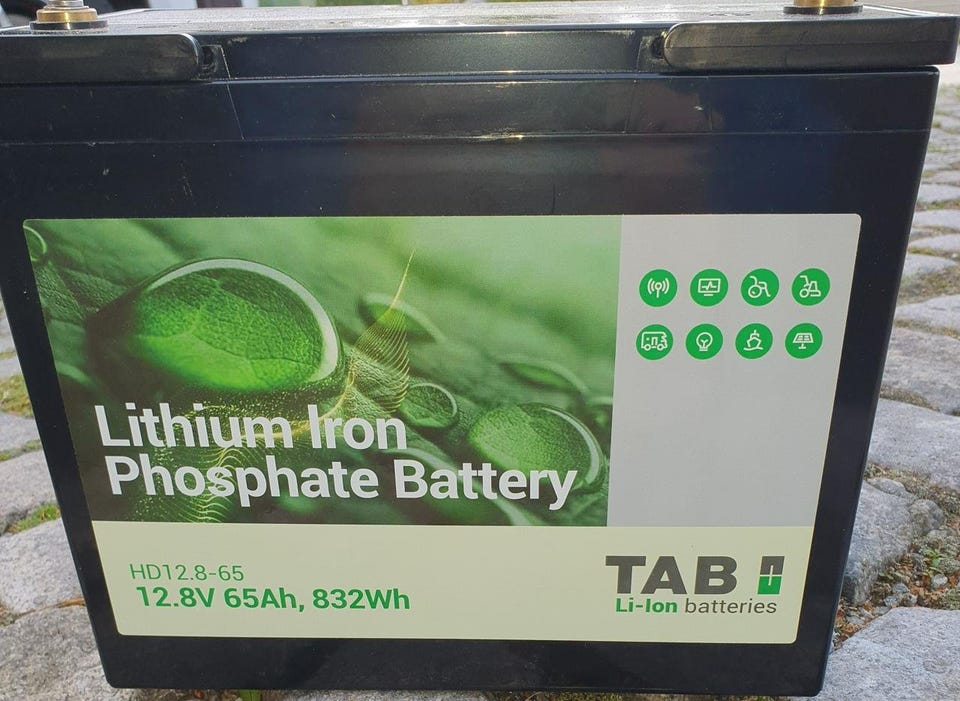 Lithium Iron
Phosphate Battery
HD12.8-65
12.8V 65Ah, 832Wh
TAB
Li-Ion batteries